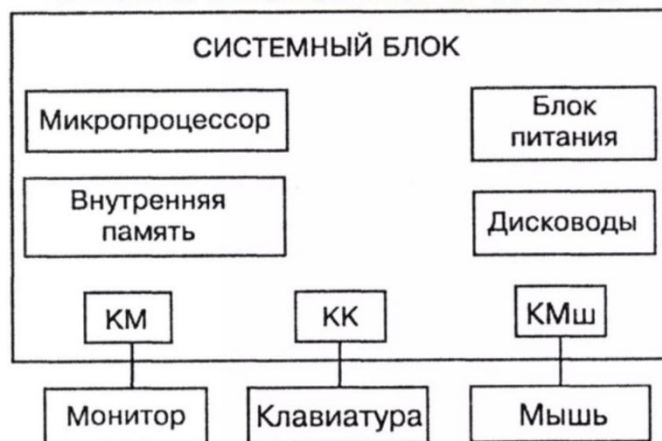 СИСТЕМНЫЙ БЛОК
Микропроцессор
Блок
питания
Внутренняя
память
Дисководы
КМ
КК
КМш
Монитор
Клавиатура
Мышь